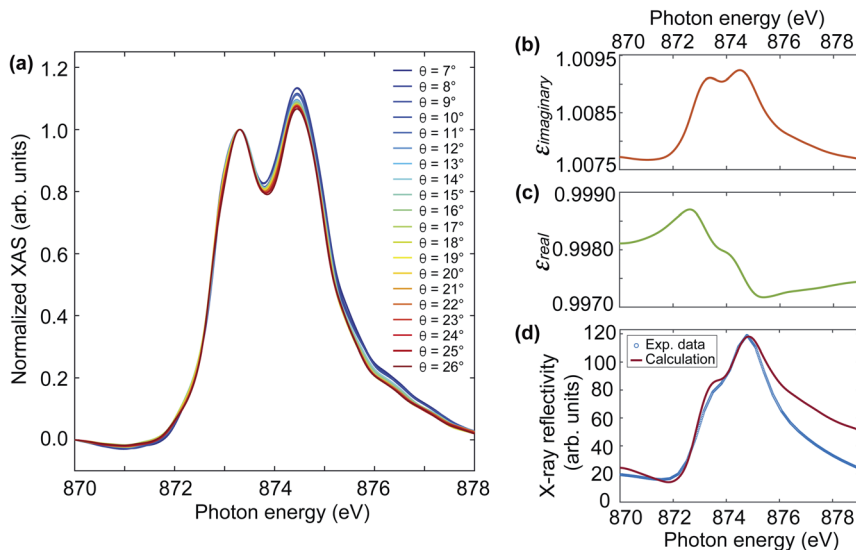 (a)
Normalized XAS (arb. units)
1.2
1.0
0.8
0.6
0.4
0.2
0.0
870
872
874
876
878
Photon energy (eV)
θ = 7°
θ = 8°
θ = 9°
θ = 10°
θ = 11°
θ = 12°
θ = 13°
θ = 14°
θ = 15°
θ = 16°
θ = 17°
θ = 18°
θ = 19°
θ = 20°
θ = 21°
θ = 22°
θ = 23°
θ = 24°
θ = 25°
θ = 26°
Photon energy (eV)
870 872 874 876 878
(b)
εimaginary
1.0095
1.0085
1.0075
(c)
εreal
0.9990
0.9980
0.9970
(d)
X-ray reflectivity
(arb. units)
120
100
80
60
40
20
0
Exp. data
Calculation
870 872 874 876 878
Photon energy (eV)